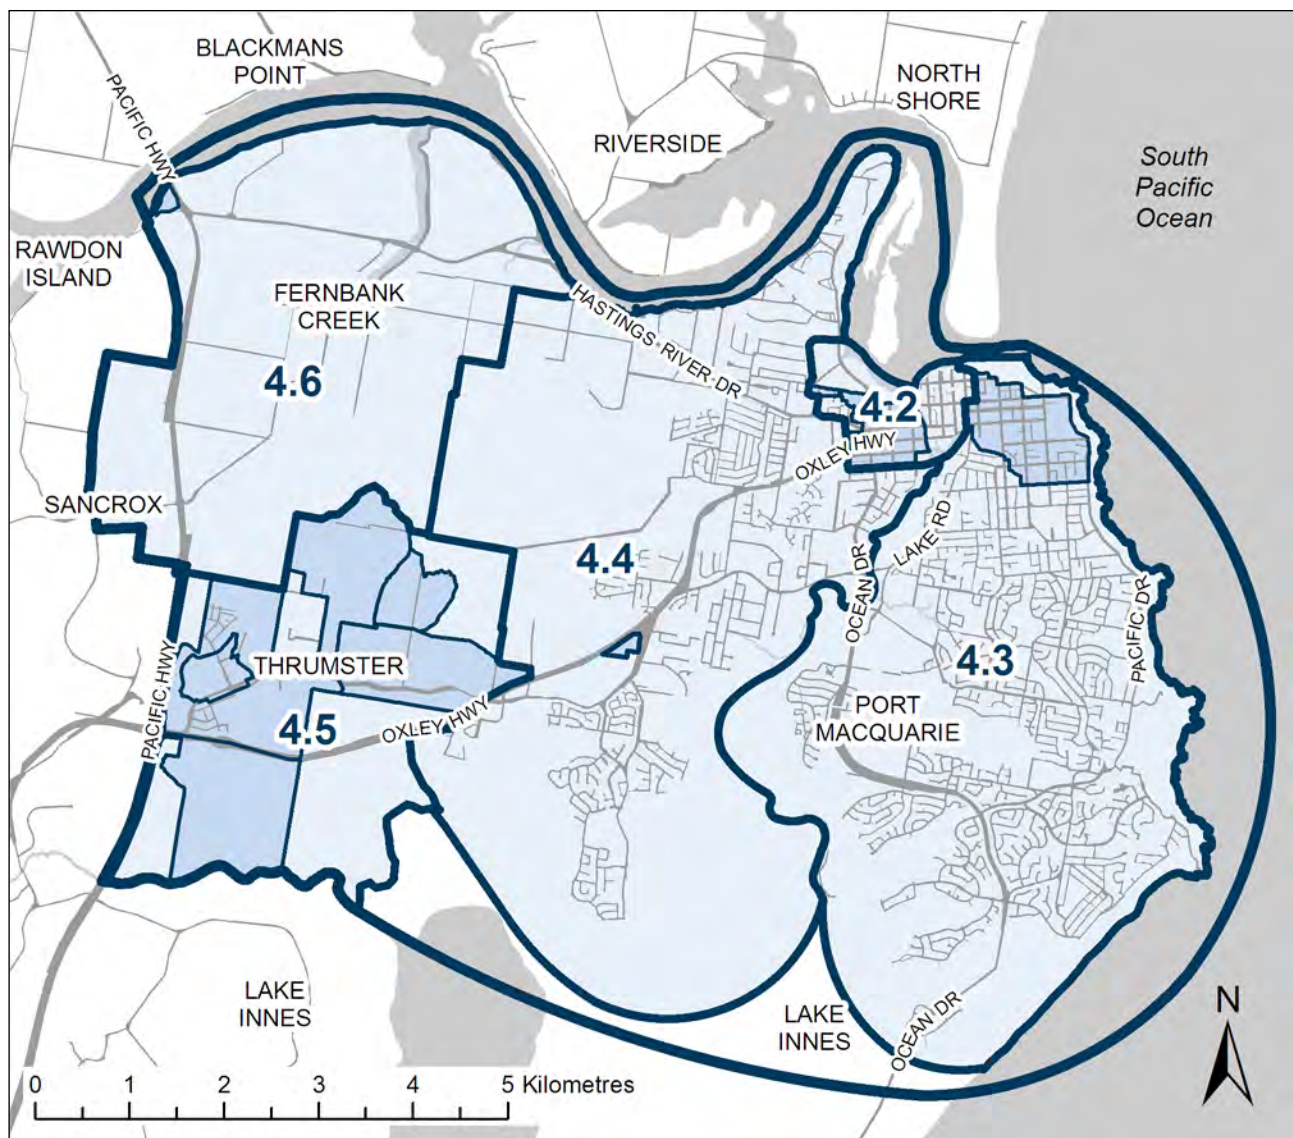 BLACKMANS
POINT
NORTH
SHORE
PACIFIC HWY
RIVERSIDE
South
Pacific
Ocean
RAWDON
ISLAND
FERNBANK
CREEK
HASTINGS RIVER DR
4.6
4.2
OXLEY HWY
SANCROX
LAKE RD
4.4
OCEAN DR
PACIFIC DR
THRUMSTER
4.3
PACIFIC HWY
4.5
OXLEY HWY
PORT
MACQUARIE
LAKE
INNES
LAKE
INNES
OCEAN DR
N
0 1 2 3 4 5 Kilometres